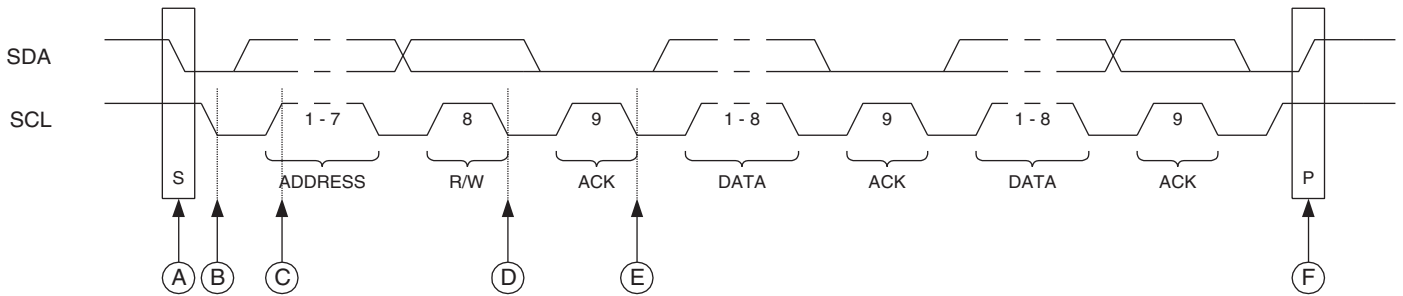 SDA
SCL
1 - 7 8 9 1 - 8 9 1 - 8 9
S ADDRESS R/W ACK DATA ACK DATA ACK P
A B C D E F